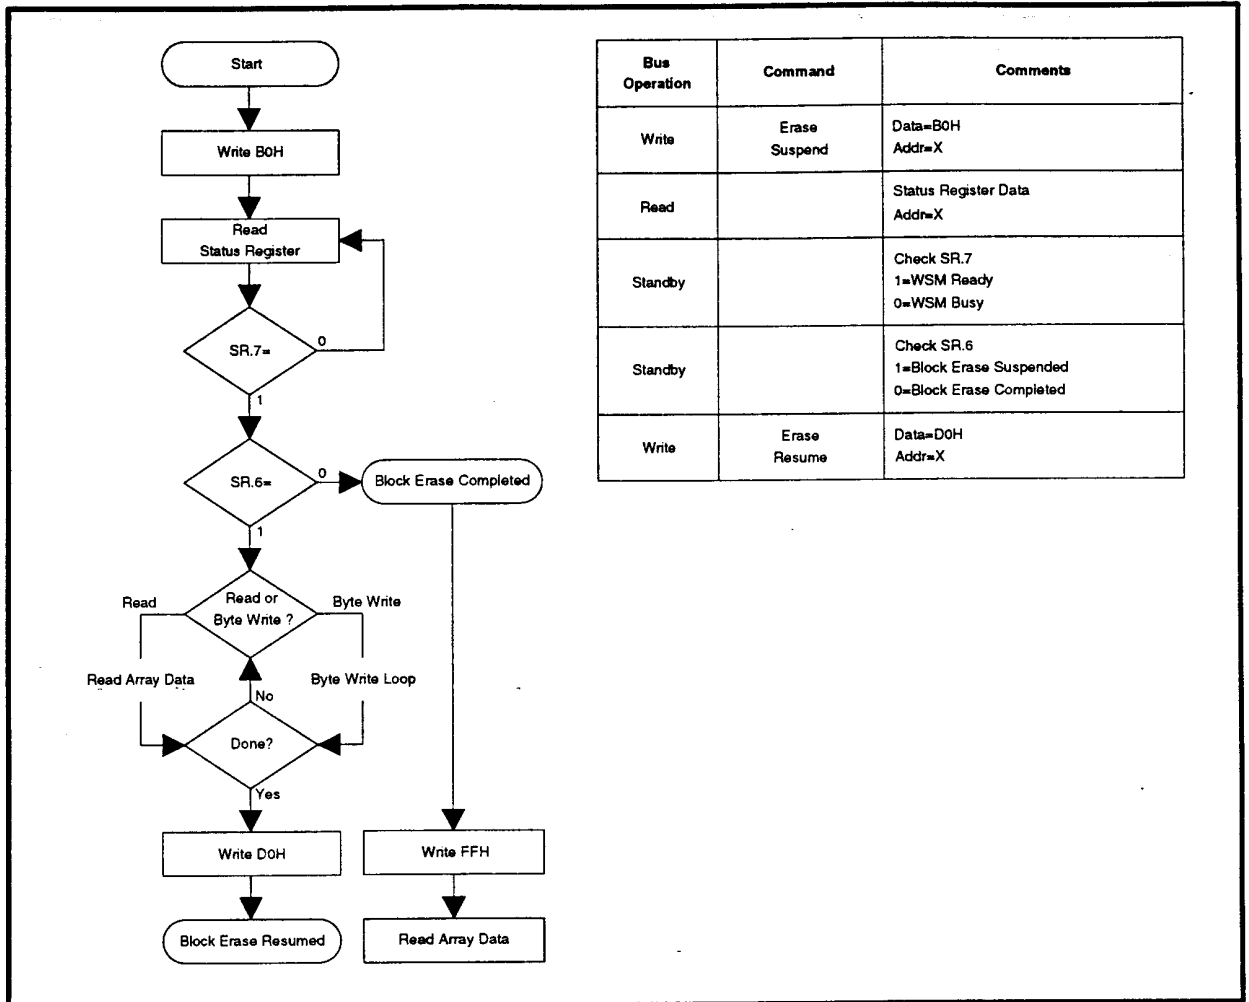 Start
Write B0H
Read
Status Register
SR.7=
0
1
SR.6=
0
Block Erase Completed
1
Read
Read or
Byte Write ?
Byte Write
Read Array Data
Byte Write Loop
No
Done?
Yes
Write D0H
Write FFH
Block Erase Resumed
Read Array Data
Bus
Operation
Command
Comments
Write
Erase
Suspend
Data=B0H
Addr=X
Read
Status Register Data
Addr=X
Standby
Check SR.7
1=WSM Ready
0=WSM Busy
Standby
Check SR.6
1=Block Erase Suspended
0=Block Erase Completed
Write
Erase
Resume
Data=D0H
Addr=X